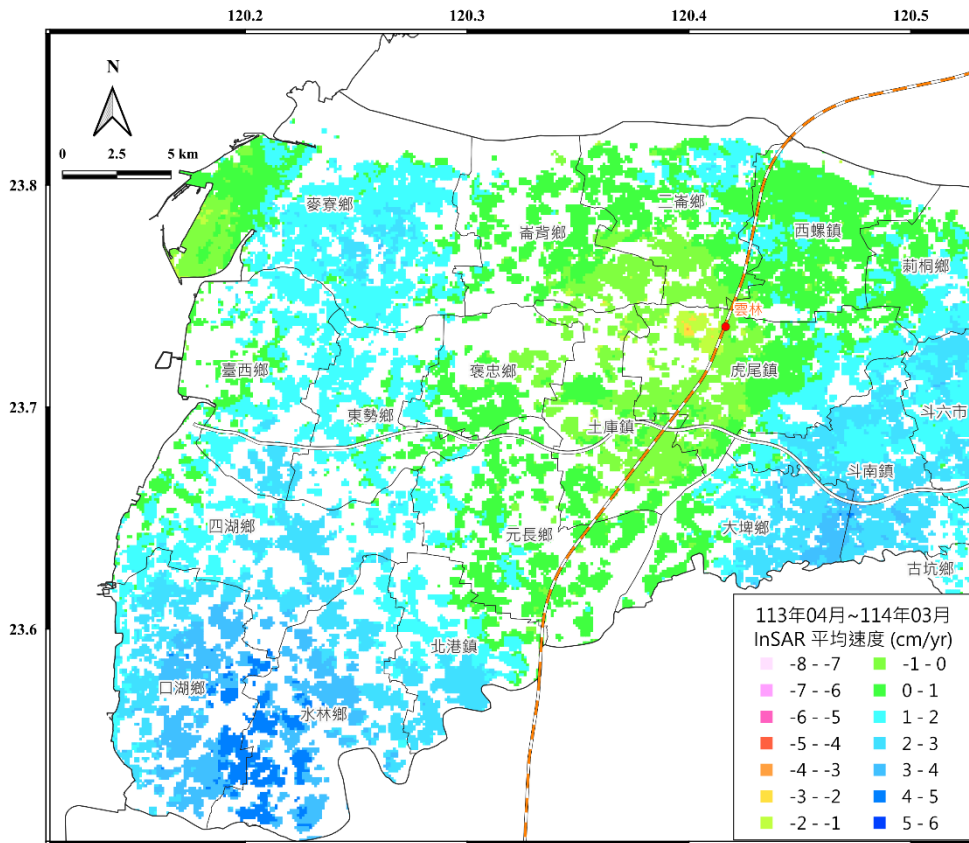 120.2 120.3 120.4 120.5
N
0 2.5 5 km
23.8
23.7
23.6
麥寮鄉
崙背鄉
二崙鄉
西螺鎮
莿桐鄉
雲林
臺西鄉
褒忠鄉
虎尾鎮
東勢鄉
土庫鎮
斗六市
斗南鎮
四湖鄉
元長鄉
大埤鄉
古坑鄉
北港鎮
口湖鄉
水林鄉
113年04月~114年03月
InSAR 平均速度 (cm/yr)
-8 - -7 -1 - 0
-7 - -6 0 - 1
-6 - -5 1 - 2
-5 - -4 2 - 3
-4 - -3 3 - 4
-3 - -2 4 - 5
-2 - -1 5 - 6